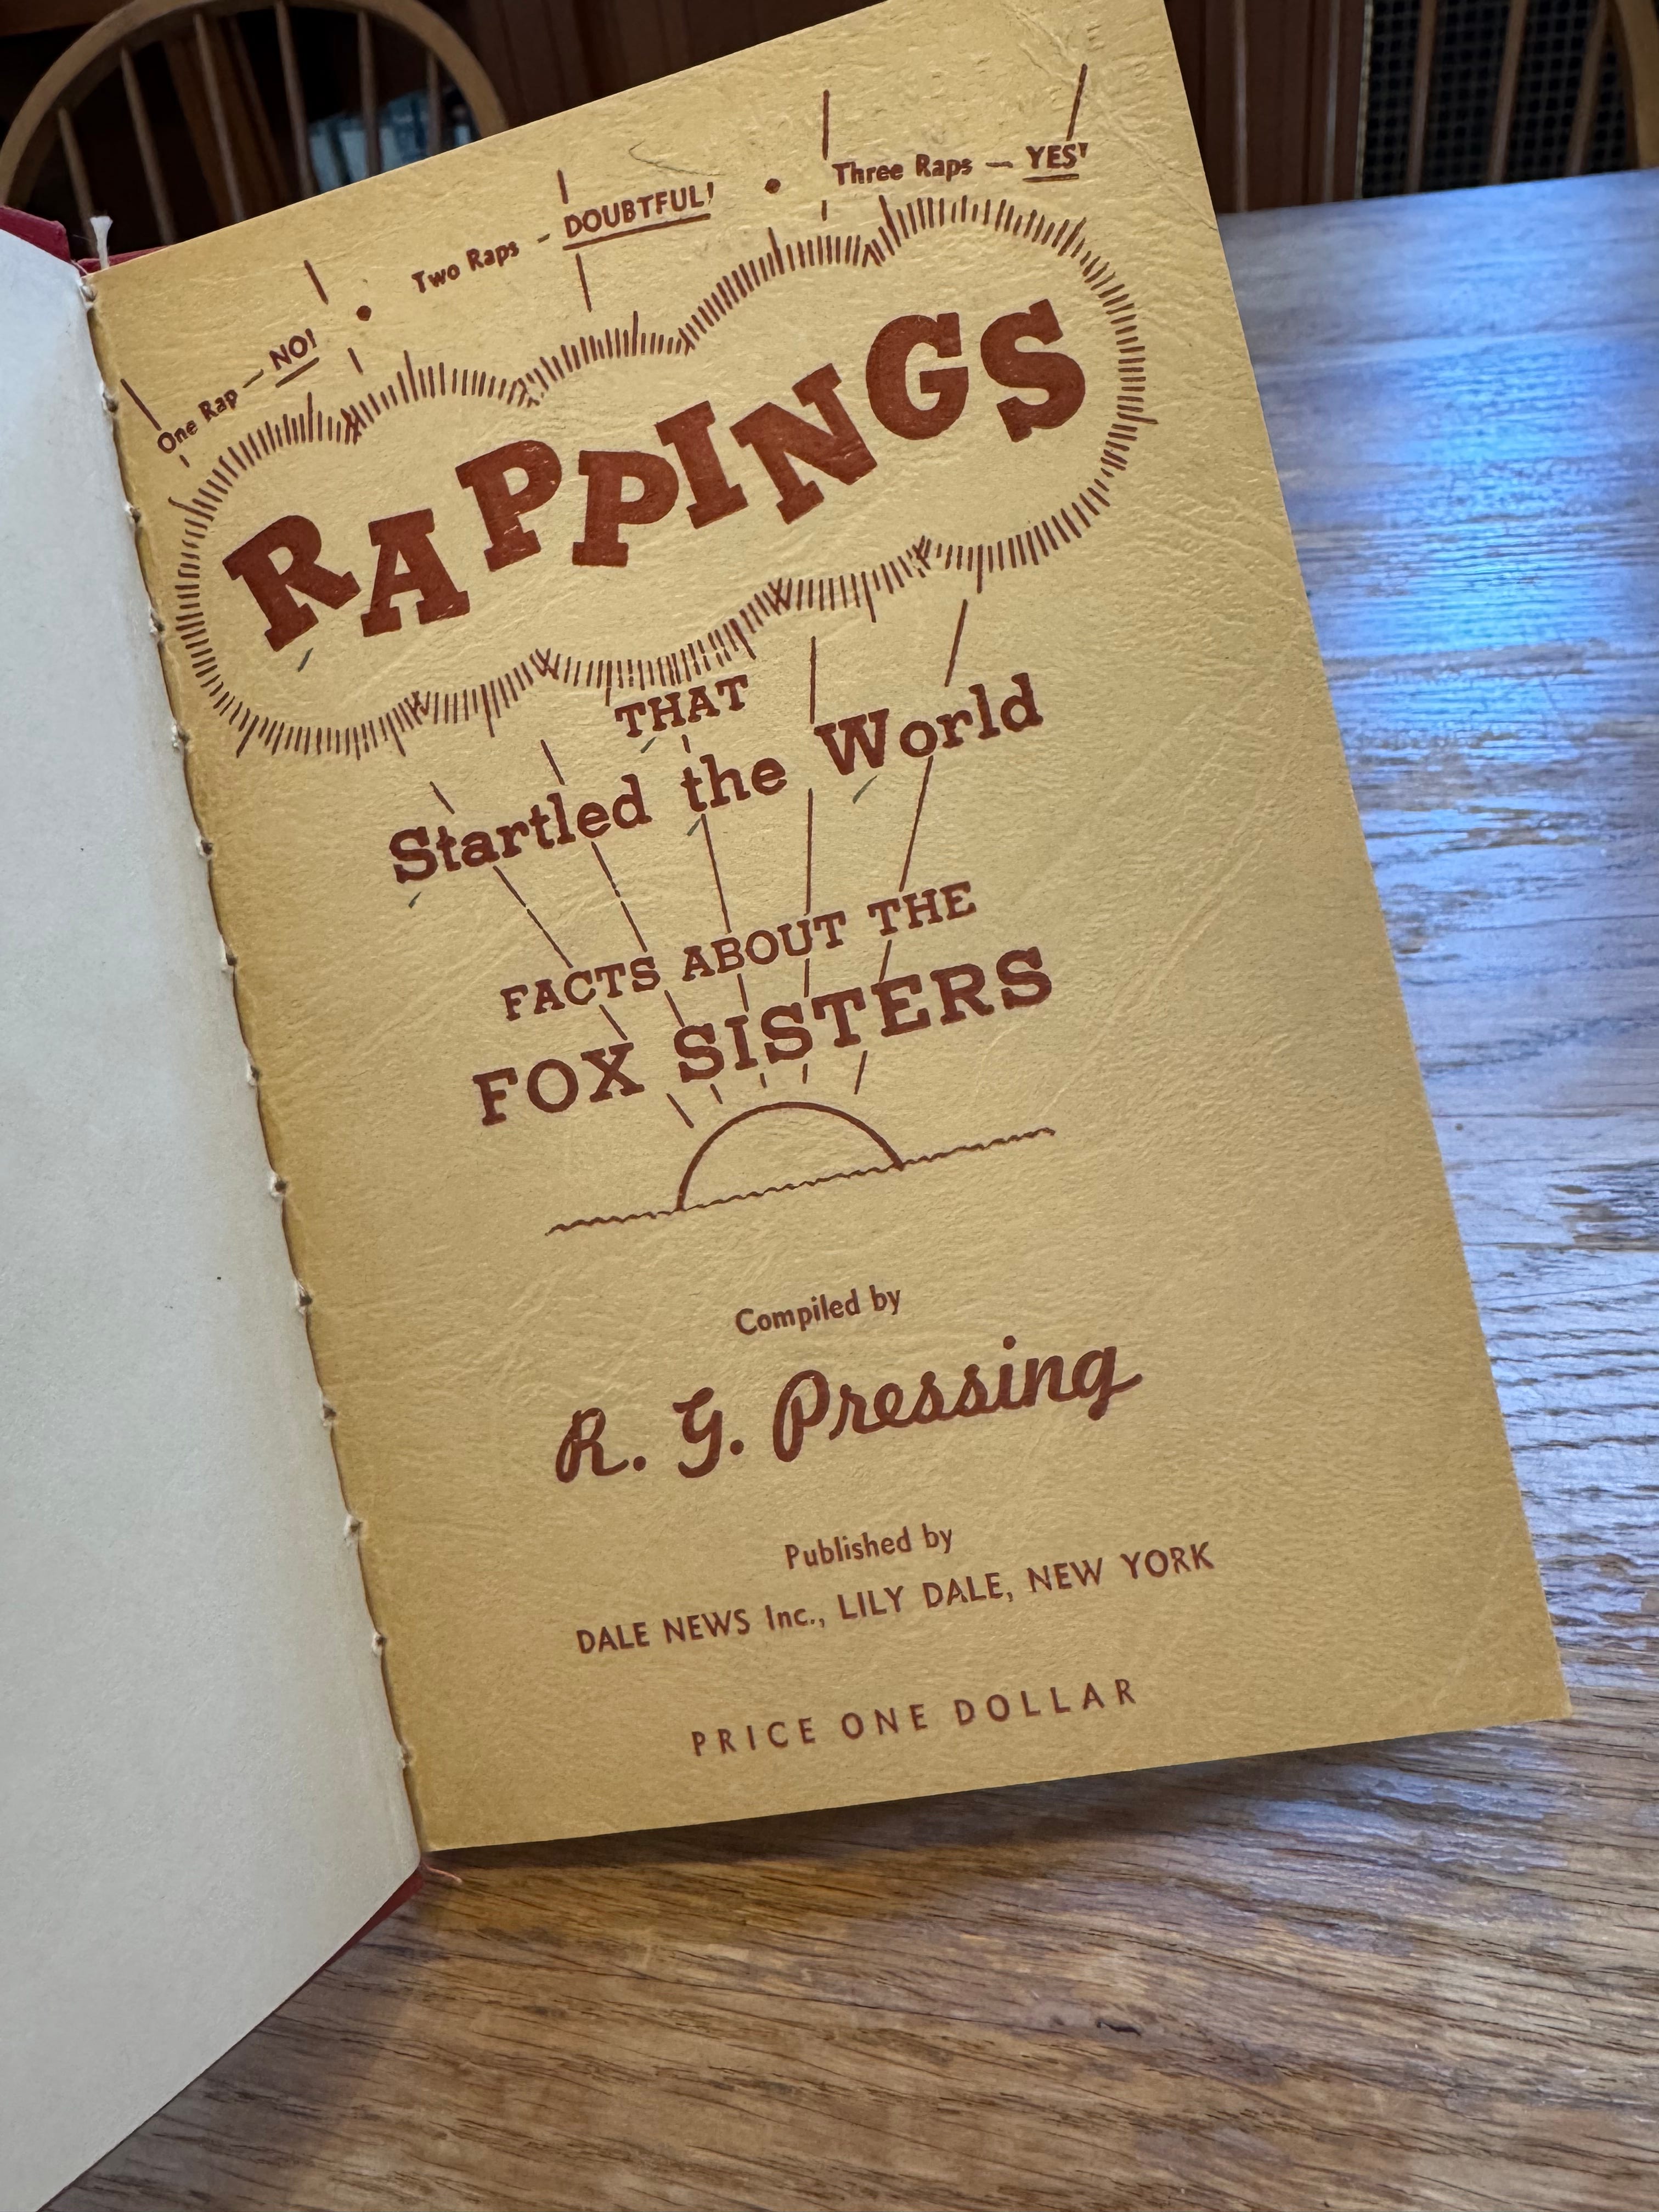 One Rap — NO! • Two Raps — DOUBTFUL! • Three Raps — YES!
RAPPINGS
THAT
Startled the World
FACTS ABOUT THE
FOX SISTERS
Compiled by
R. G. Pressing
Published by
DALE NEWS Inc., LILY DALE, NEW YORK
PRICE ONE DOLLAR